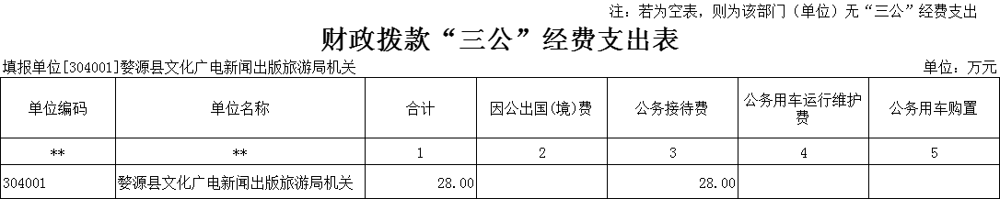 注：若为空表，则为该部门（单位）无“三公”经费支出
财政拨款“三公”经费支出表
填报单位[304001]婺源县文化广电新闻出版旅游局机关 单位：万元
单位编码 单位名称 合计 因公出国(境)费 公务接待费 公务用车运行维护费 公务用车购置
** ** 1 2 3 4 5
304001 婺源县文化广电新闻出版旅游局机关 28.00 28.00